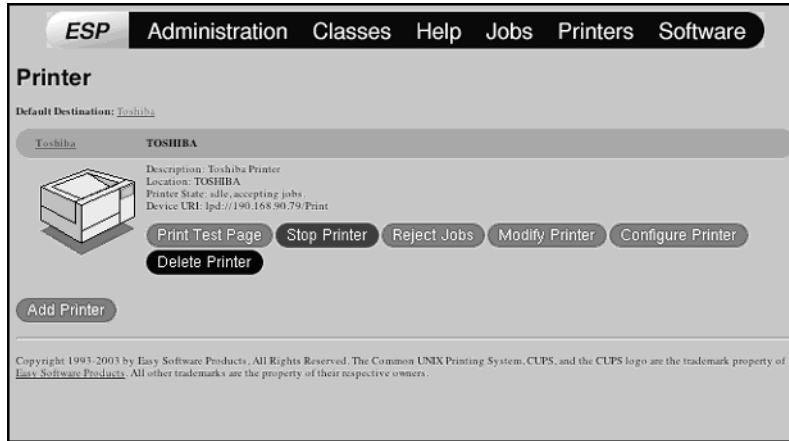 ESP Administration Classes Help Jobs Printers Software
Printer
Default Destination: Toshiba
Toshiba TOSHIBA
Description: Toshiba Printer
Location: TOSHIBA
Printer State: idle, accepting jobs.
Device URI: lpd://190.168.90.79/Print
Print Test Page Stop Printer Reject Jobs Modify Printer Configure Printer
Delete Printer
Add Printer
Copyright 1993-2003 by Easy Software Products, All Rights Reserved. The Common UNIX Printing System, CUPS, and the CUPS logo are the trademark property of
Easy Software Products. All other trademarks are the property of their respective owners.